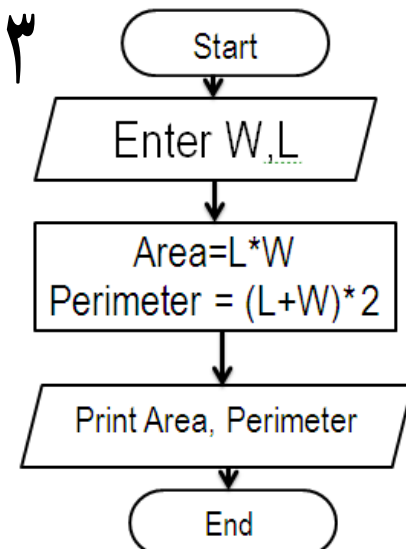 ٣
Start
Enter W,L
Area=L*W
Perimeter = (L+W)*2
Print Area, Perimeter
End